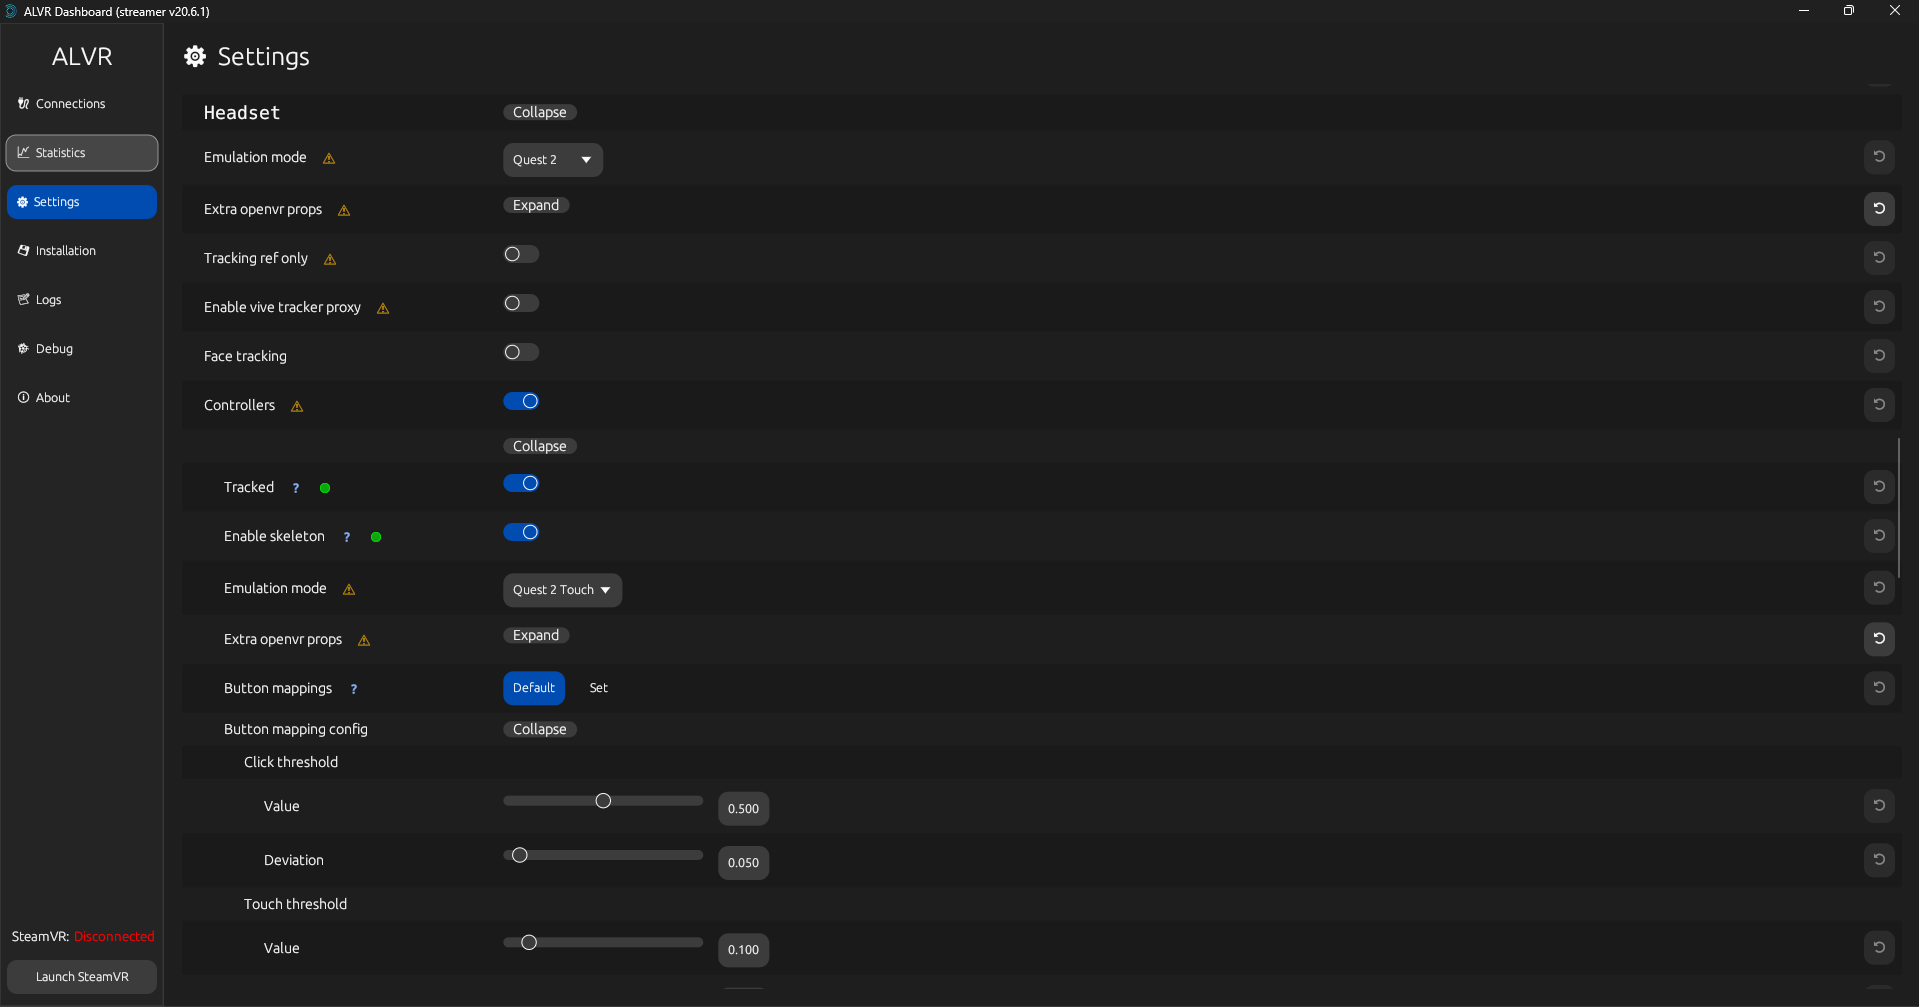 ALVR Dashboard (streamer v20.6.1)
ALVR
Connections
Statistics
Settings
Installation
Logs
Debug
About
SteamVR: Disconnected
Launch SteamVR
Settings
Headset Collapse
Emulation mode Quest 2
Extra openvr props Expand
Tracking ref only
Enable vive tracker proxy
Face tracking
Controllers
Collapse
Tracked ?
Enable skeleton ?
Emulation mode Quest 2 Touch
Extra openvr props Expand
Button mappings ? Default Set
Button mapping config Collapse
Click threshold
Value 0.500
Deviation 0.050
Touch threshold
Value 0.100